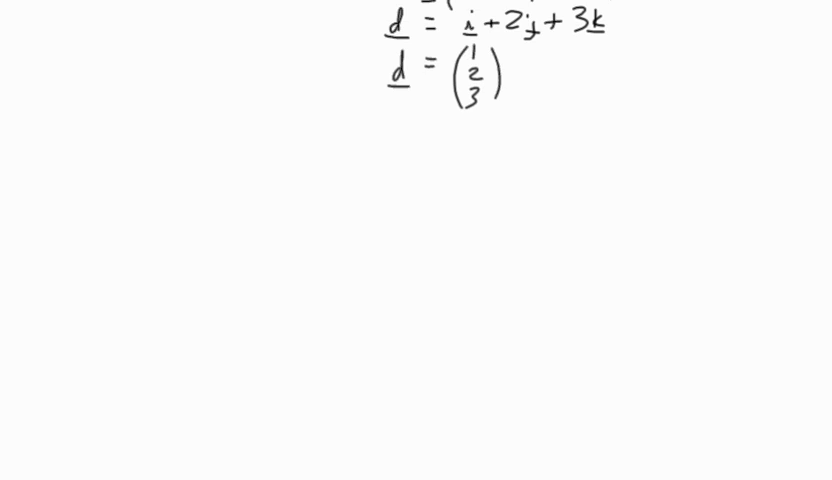 d = i + 2j + 3k
d = (1
2
3)